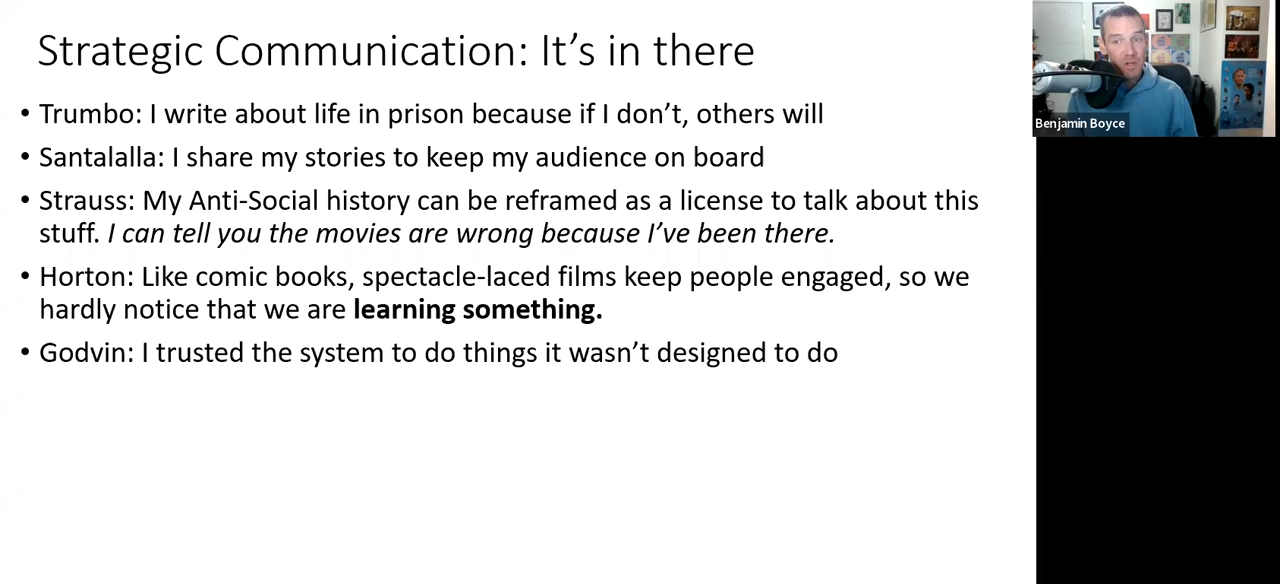 Strategic Communication: It's in there
• Trumbo: I write about life in prison because if I don't, others will
• Santalalla: I share my stories to keep my audience on board
• Strauss: My Anti-Social history can be reframed as a license to talk about this
stuff. I can tell you the movies are wrong because I've been there.
• Horton: Like comic books, spectacle-laced films keep people engaged, so we
hardly notice that we are learning something.
• Godvin: I trusted the system to do things it wasn't designed to do
Benjamin Boyce